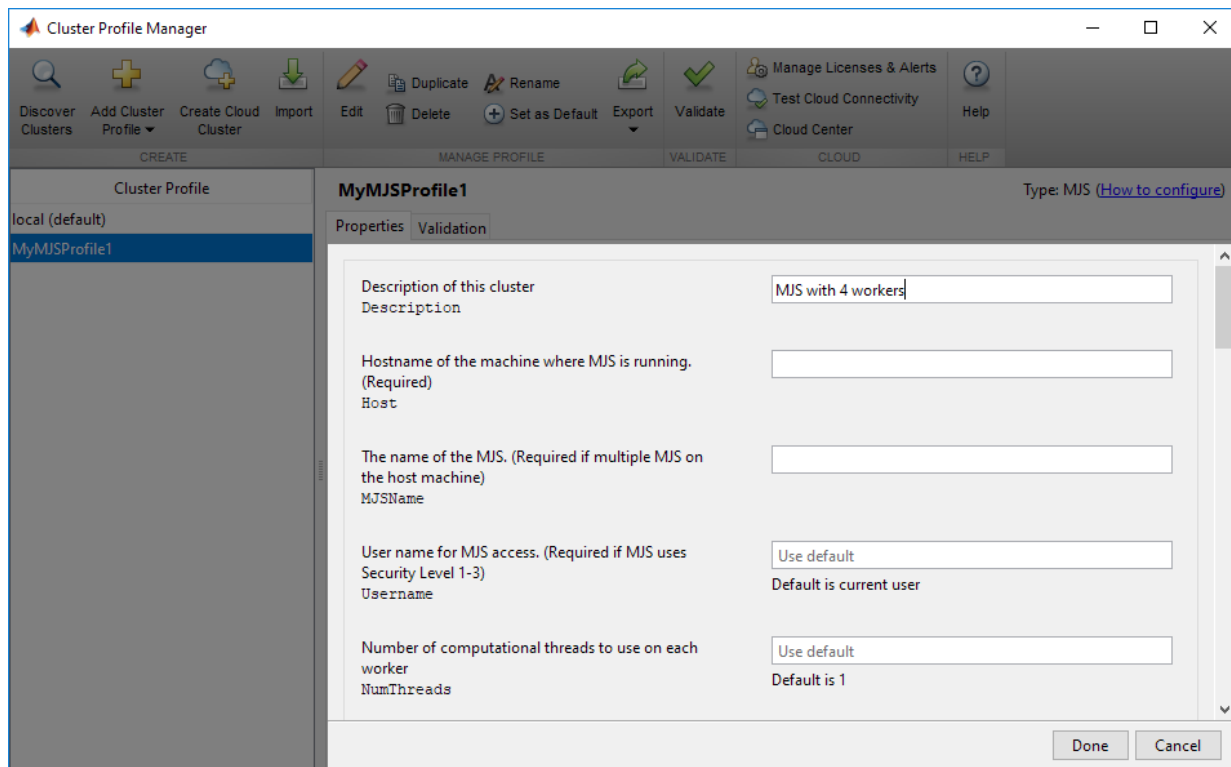 Cluster Profile Manager
Discover Clusters
Add Cluster Profile
Create Cloud Cluster
Import
CREATE
Edit
Duplicate
Delete
Rename
Set as Default
Export
MANAGE PROFILE
Validate
VALIDATE
Manage Licenses & Alerts
Test Cloud Connectivity
Cloud Center
CLOUD
Help
HELP
Cluster Profile
local (default)
MyMJSProfile1
MyMJSProfile1
Type: MJS (How to configure)
Properties
Validation
Description of this cluster
Description
MJS with 4 workers
Hostname of the machine where MJS is running.
(Required)
Host
The name of the MJS. (Required if multiple MJS on
the host machine)
MJSName
User name for MJS access. (Required if MJS uses
Security Level 1-3)
Username
Use default
Default is current user
Number of computational threads to use on each
worker
NumThreads
Use default
Default is 1
Done
Cancel